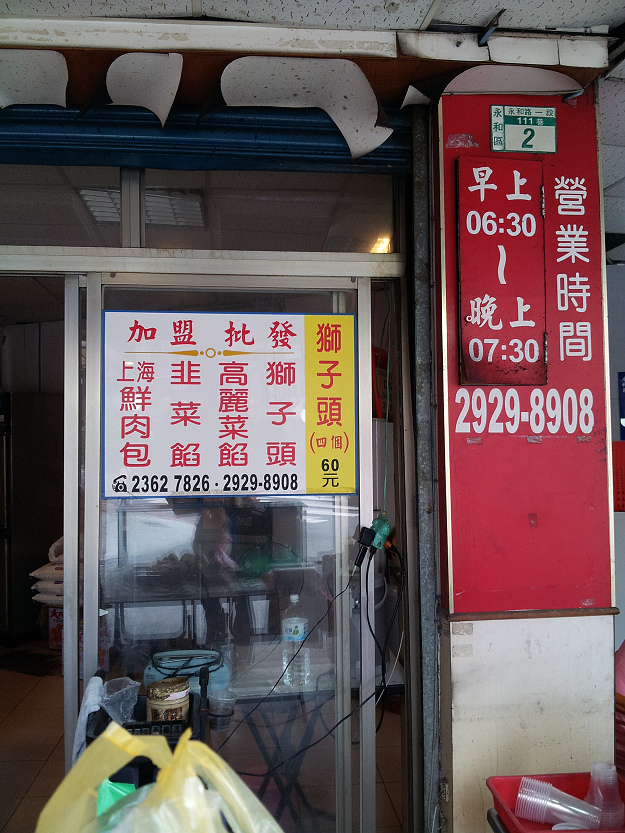 加盟 批發
獅子頭
高麗菜餡
韭菜餡
上海
鮮肉包
2362 7826 · 2929-8908
獅子頭
(四個)
60
元
永和區
永和路一段
111巷
2
營業時間
早上
06:30
~
晚上
07:30
2929-8908